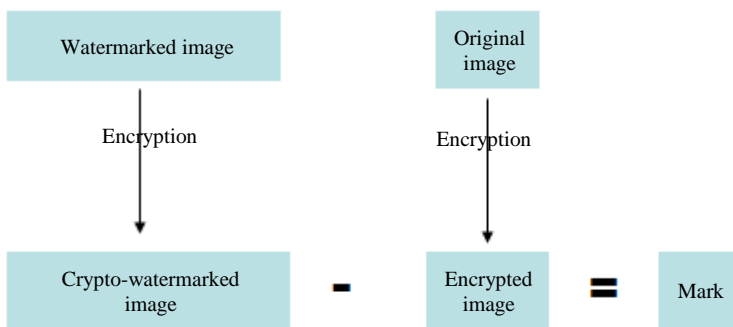 Watermarked image
Original
image
Encryption
Encryption
Crypto-watermarked
image
-
Encrypted
image
=
Mark